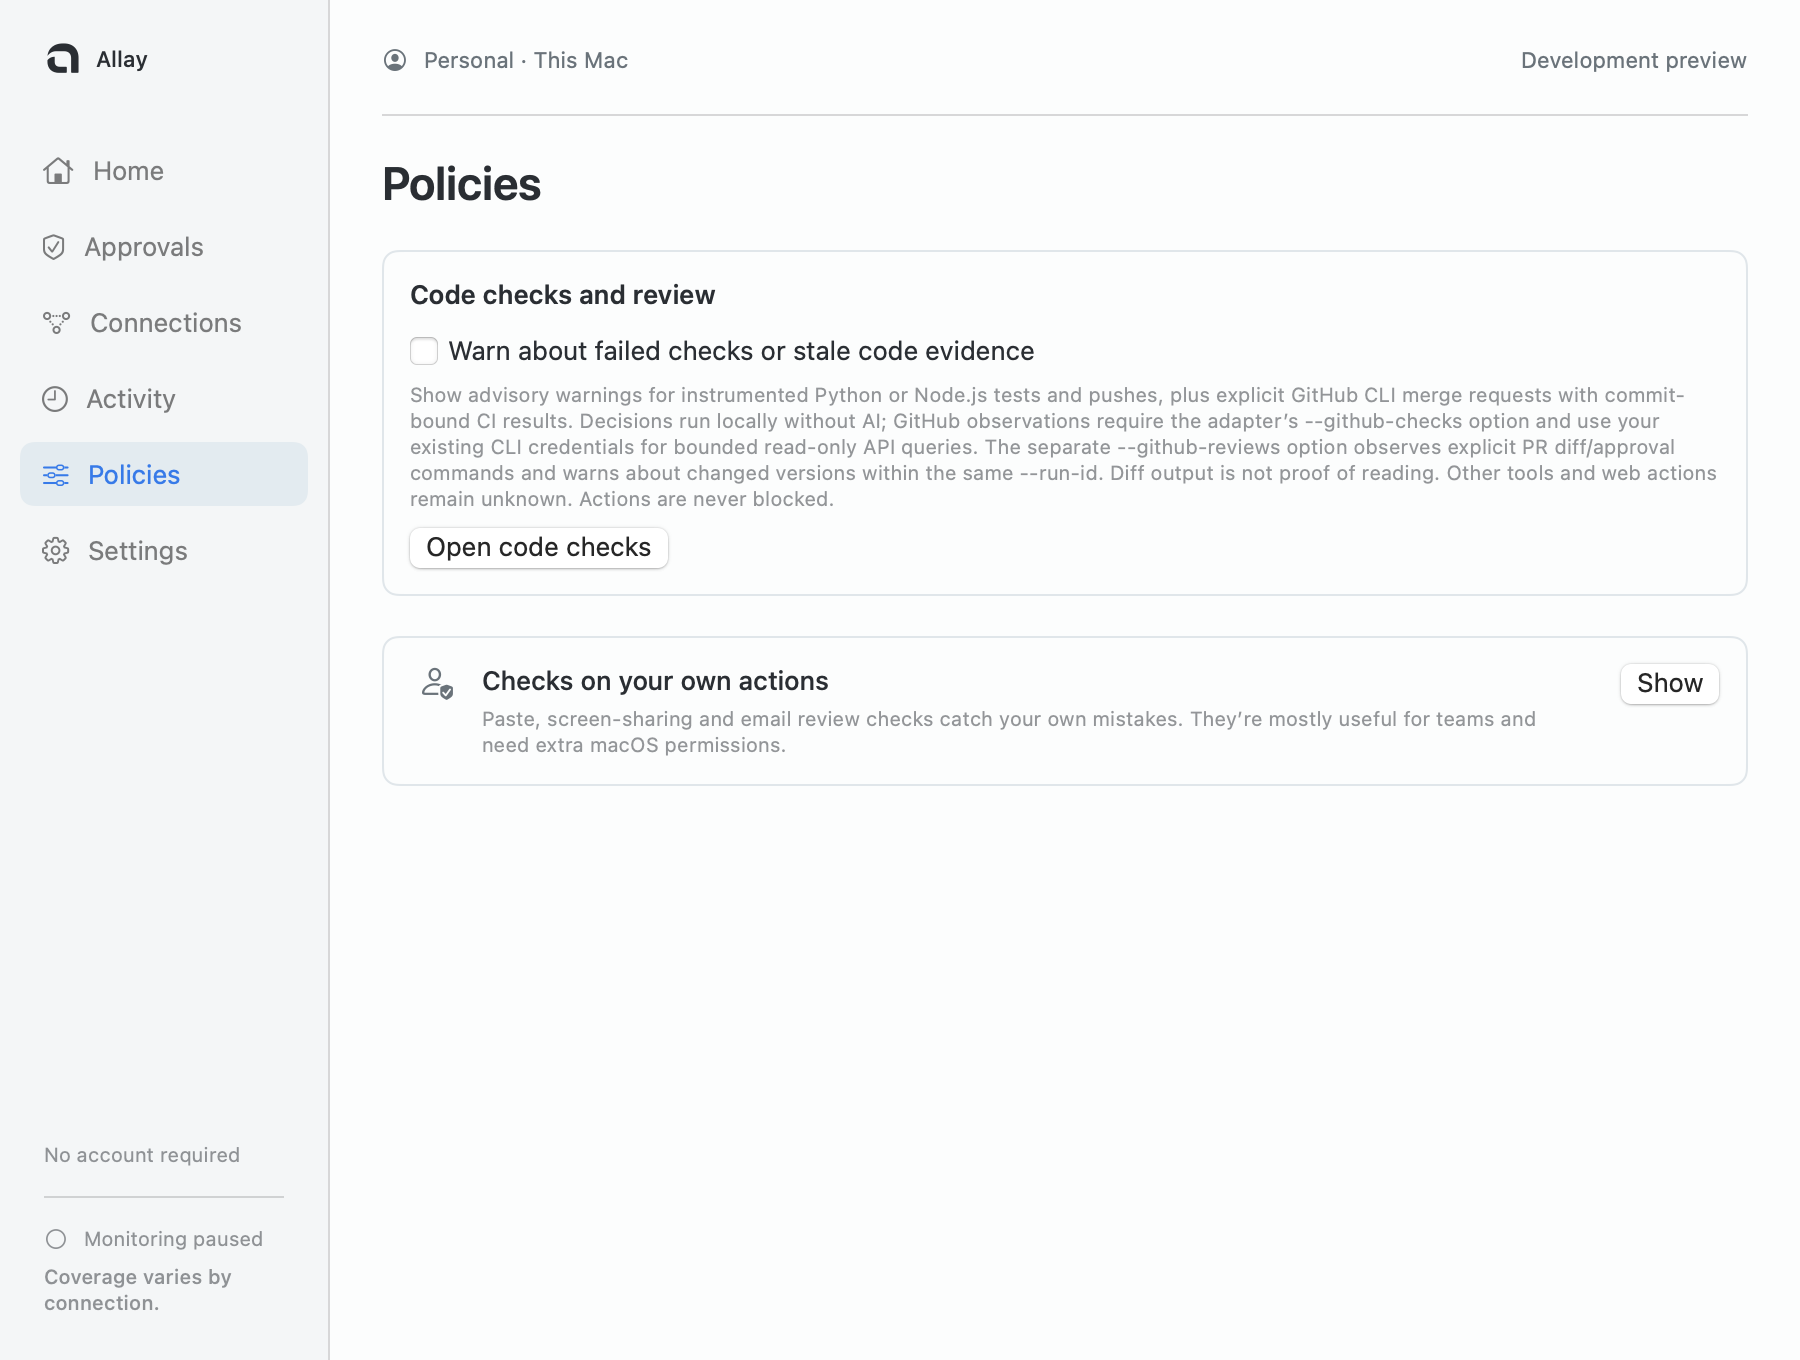 Allay
Home
Approvals
Connections
Activity
Policies
Settings
No account required
Monitoring paused
Coverage varies by
connection.
Personal · This Mac
Development preview
Policies
Code checks and review
Warn about failed checks or stale code evidence
Show advisory warnings for instrumented Python or Node.js tests and pushes, plus explicit GitHub CLI merge requests with commit-
bound CI results. Decisions run locally without AI; GitHub observations require the adapter’s --github-checks option and use your
existing CLI credentials for bounded read-only API queries. The separate --github-reviews option observes explicit PR diff/approval
commands and warns about changed versions within the same --run-id. Diff output is not proof of reading. Other tools and web actions
remain unknown. Actions are never blocked.
Open code checks
Checks on your own actions
Show
Paste, screen-sharing and email review checks catch your own mistakes. They’re mostly useful for teams and
need extra macOS permissions.